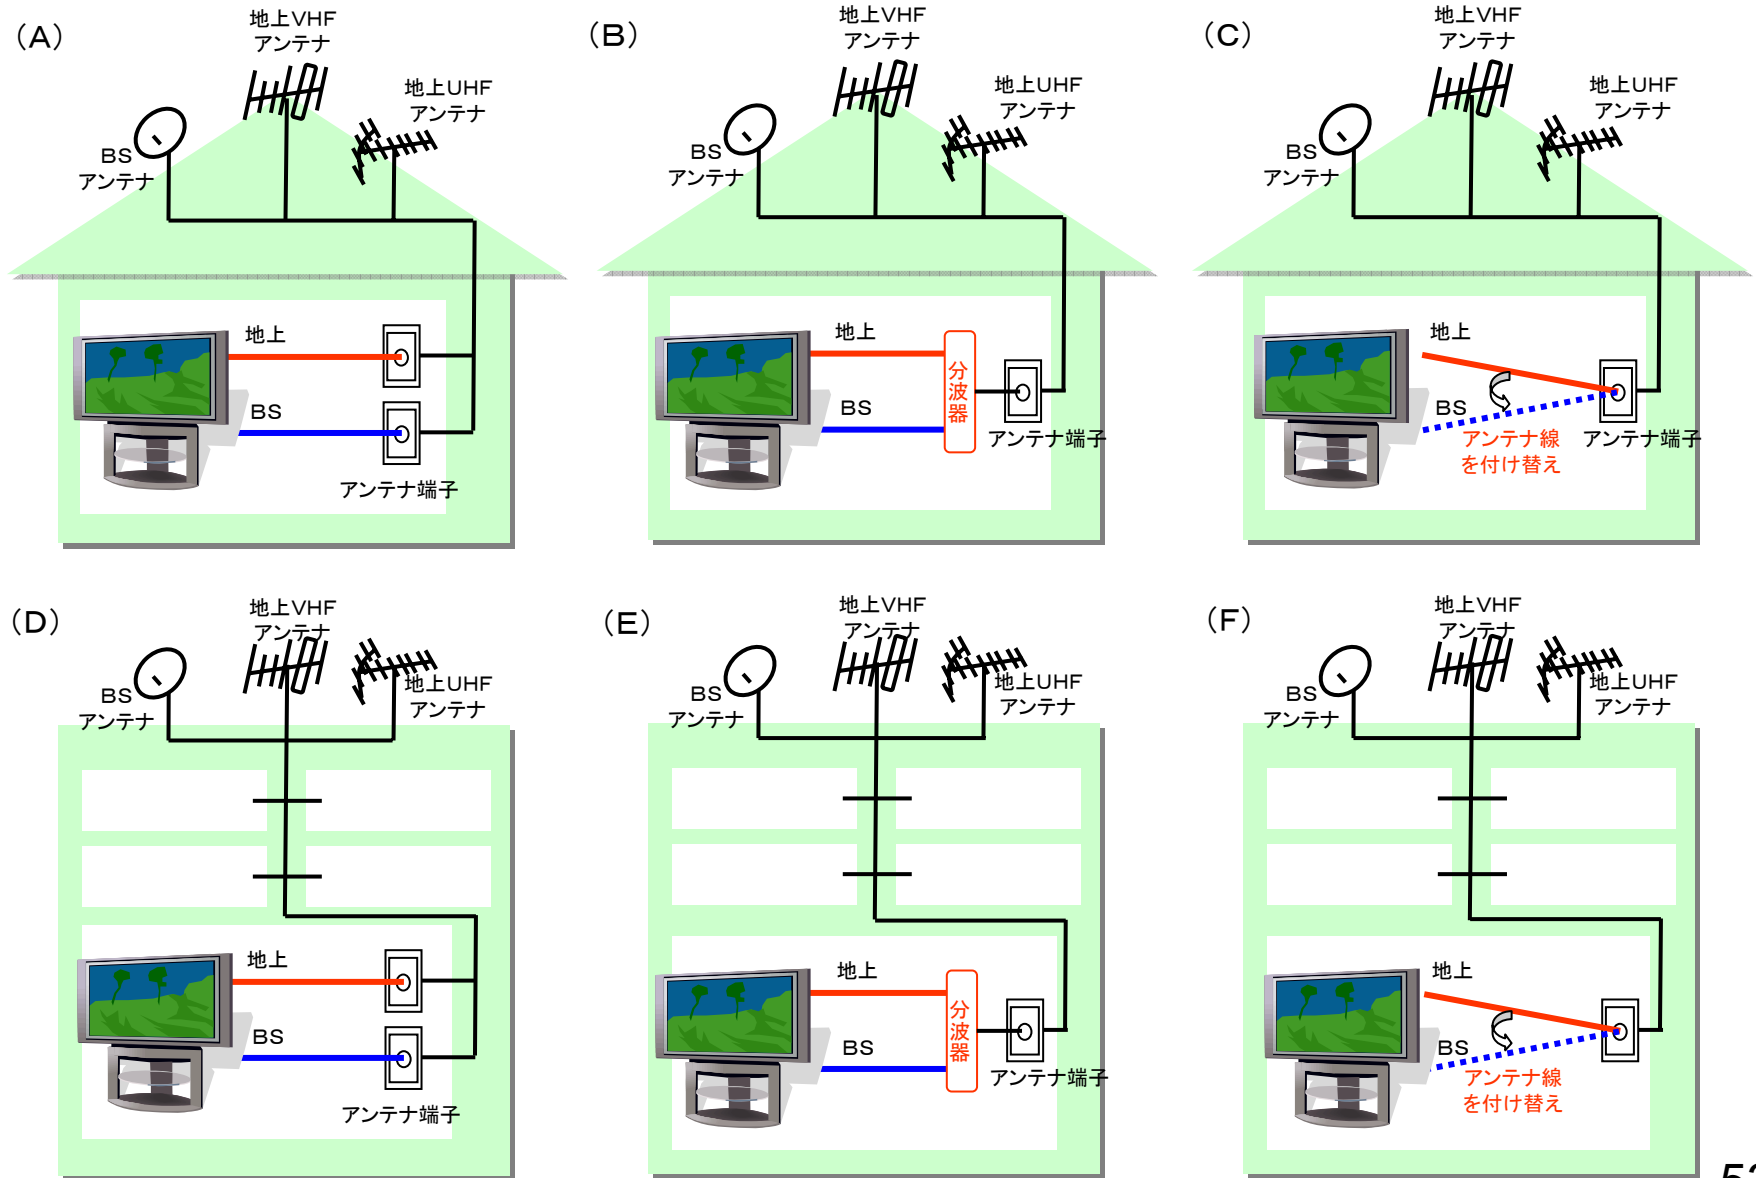 （Ａ）
地上ＶＨＦ
アンテナ
地上ＵＨＦ
アンテナ
ＢＳ
アンテナ
地上
ＢＳ
アンテナ端子
（Ｂ）
地上ＶＨＦ
アンテナ
地上ＵＨＦ
アンテナ
ＢＳ
アンテナ
地上
ＢＳ
分波器
アンテナ端子
（Ｃ）
地上ＶＨＦ
アンテナ
地上ＵＨＦ
アンテナ
ＢＳ
アンテナ
地上
ＢＳ
アンテナ線
を付け替え
アンテナ端子
（Ｄ）
地上ＶＨＦ
アンテナ
地上ＵＨＦ
アンテナ
ＢＳ
アンテナ
地上
ＢＳ
アンテナ端子
（Ｅ）
地上ＶＨＦ
アンテナ
地上ＵＨＦ
アンテナ
ＢＳ
アンテナ
地上
ＢＳ
分波器
アンテナ端子
（Ｆ）
地上ＶＨＦ
アンテナ
地上ＵＨＦ
アンテナ
ＢＳ
アンテナ
地上
ＢＳ
アンテナ線
を付け替え